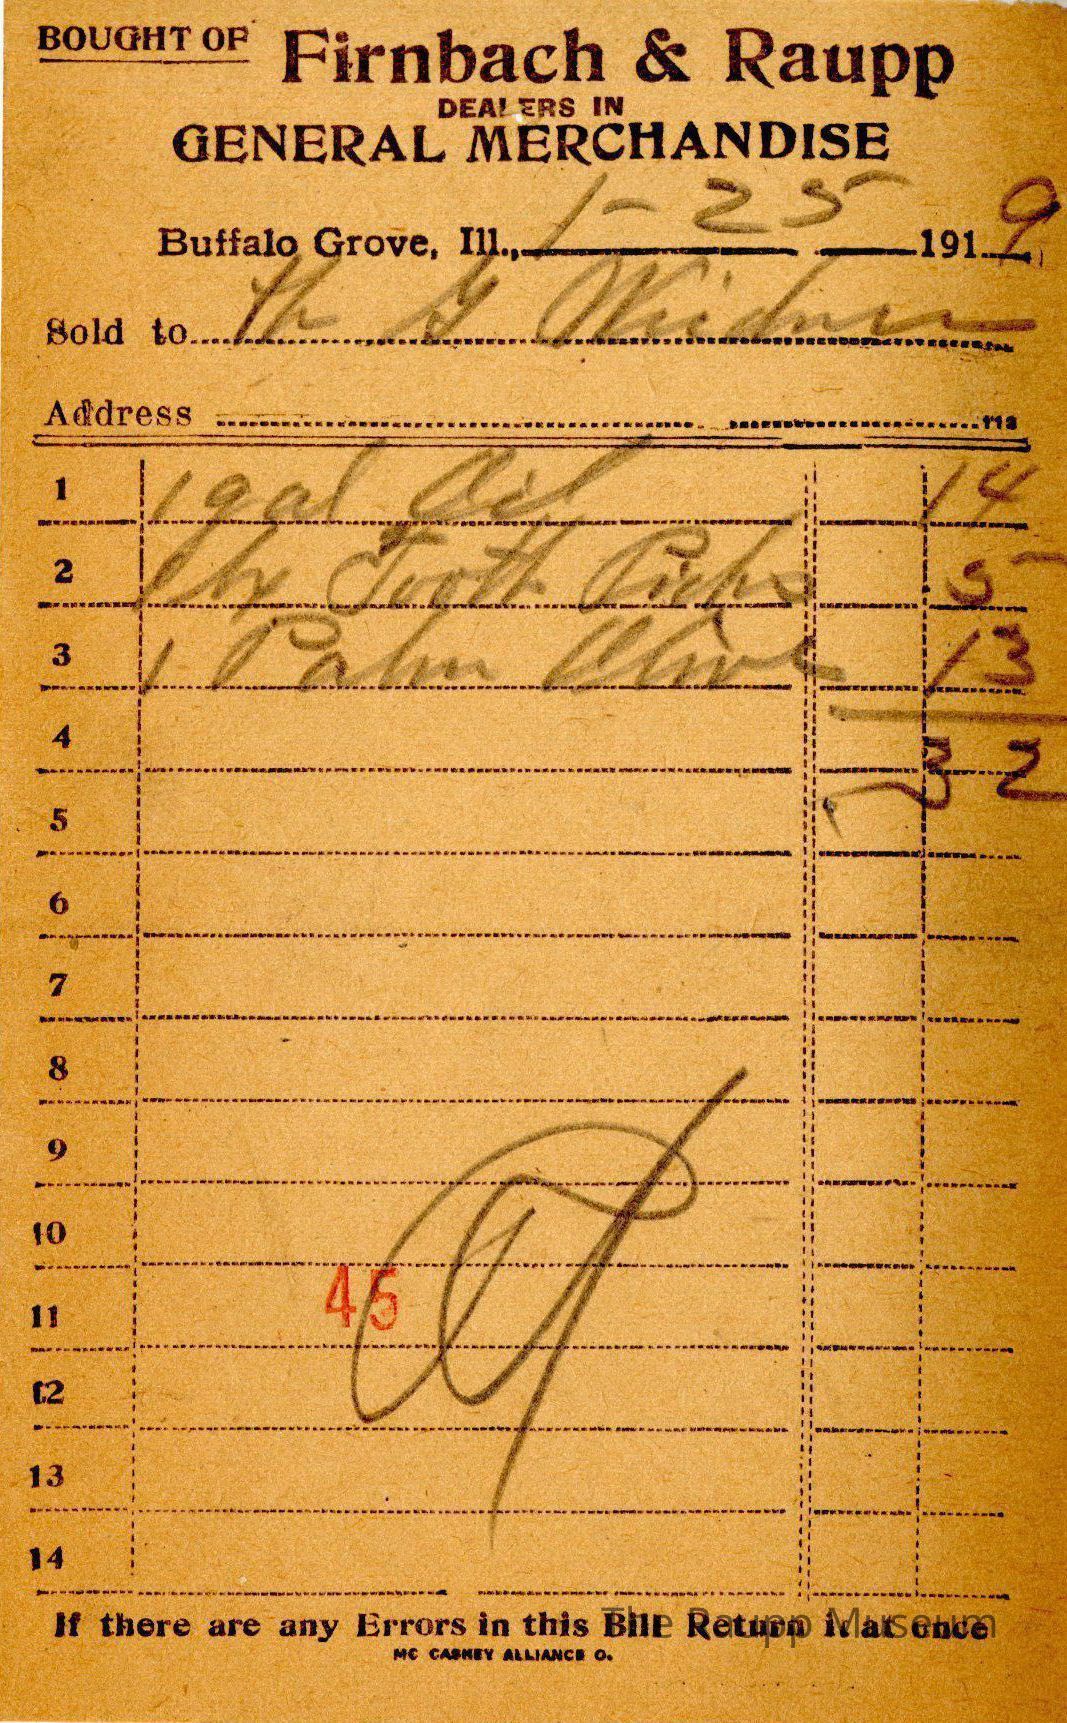 BOUGHT OF Firnbach & Raupp
DEALERS IN
GENERAL MERCHANDISE
Buffalo Grove, Ill., 1-25 1919
Sold to G Weidner
Address
1 1 gal Oil 14
2 1 bx Tooth Picks 5
3 1 Palm Olive 13
4 32
5
6
7
8
9
10
45
11
12
13
14
If there are any Errors in this Bill Return it at once
The Raupp Museum
MC CASKEY ALLIANCE O.